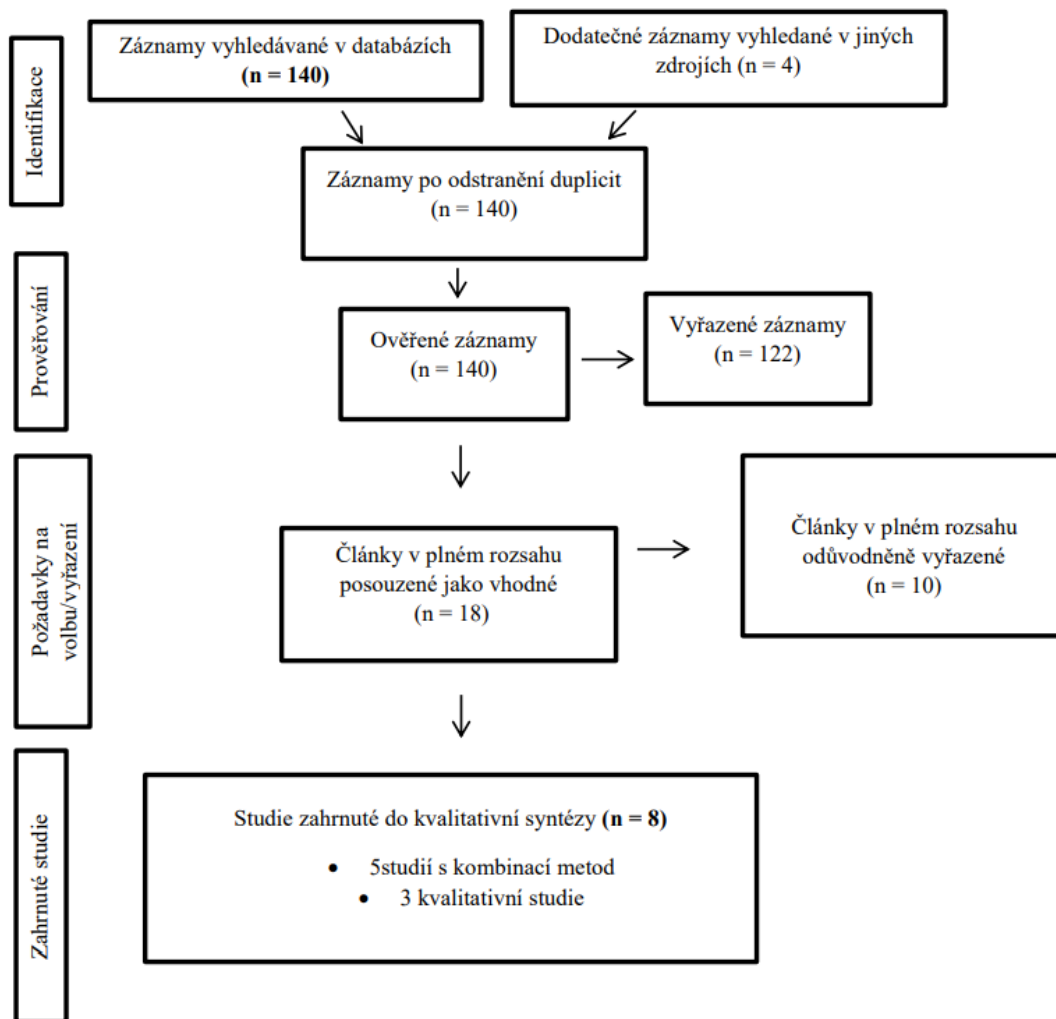 Identifikace
Záznamy vyhledávané v databázích
(n = 140)
Dodatečné záznamy vyhledané v jiných
zdrojích (n = 4)
Záznamy po odstranění duplicit
(n = 140)
Prověřování
Ověřené záznamy
(n = 140)
Vyřazené záznamy
(n = 122)
Požadavky na
volbu/vyřazení
Články v plném rozsahu
posouzené jako vhodné
(n = 18)
Články v plném rozsahu
odůvodněně vyřazené
(n = 10)
Zahrnuté studie
Studie zahrnuté do kvalitativní syntézy (n = 8)
• 5studií s kombinací metod
• 3 kvalitativní studie